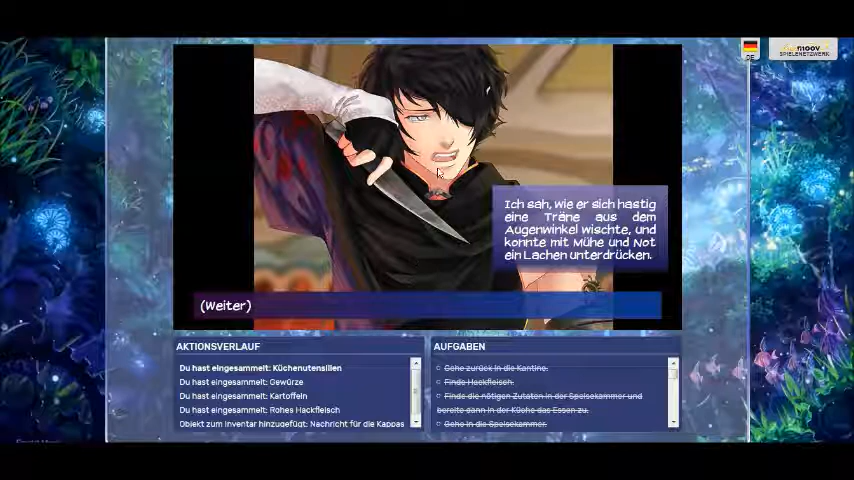 moov
SPIELENETZWERK
DE
Ich sah, wie er sich hastig
eine Träne aus dem
Augenwinkel wischte, und
konnte mit Mühe und Not
ein Lachen unterdrücken.
(Weiter)
AKTIONSVERLAUF
Du hast eingesammelt: Küchenutensilien
Du hast eingesammelt: Gewürze
Du hast eingesammelt: Kartoffeln
Du hast eingesammelt: Rohes Hackfleisch
Objekt zum Inventar hinzugefügt: Nachricht für die Kappas
AUFGABEN
Gehe zurück in die Kantine.
Finde Hackfleisch.
Finde die nötigen Zutaten in der Speisekammer und
bereite dann in der Küche das Essen zu.
Gehe in die Speisekammer.